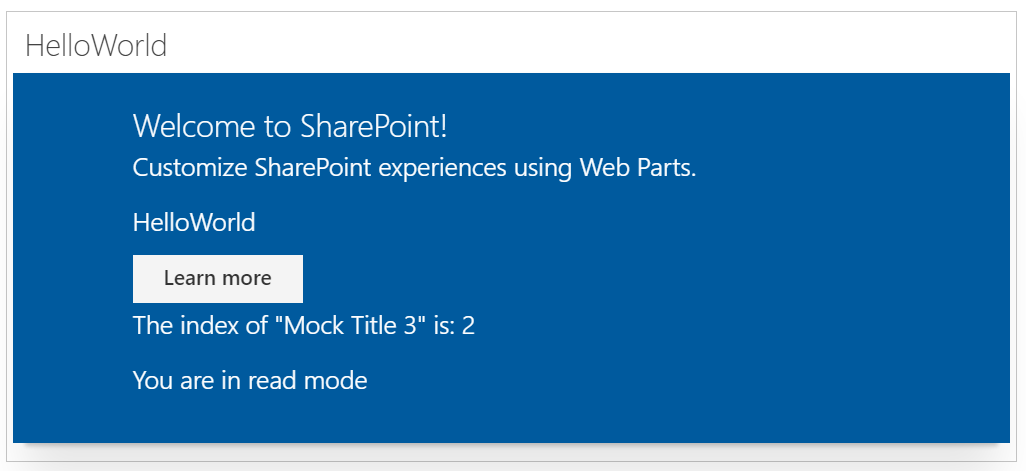 HelloWorld
Welcome to SharePoint!
Customize SharePoint experiences using Web Parts.
HelloWorld
Learn more
The index of "Mock Title 3" is: 2
You are in read mode